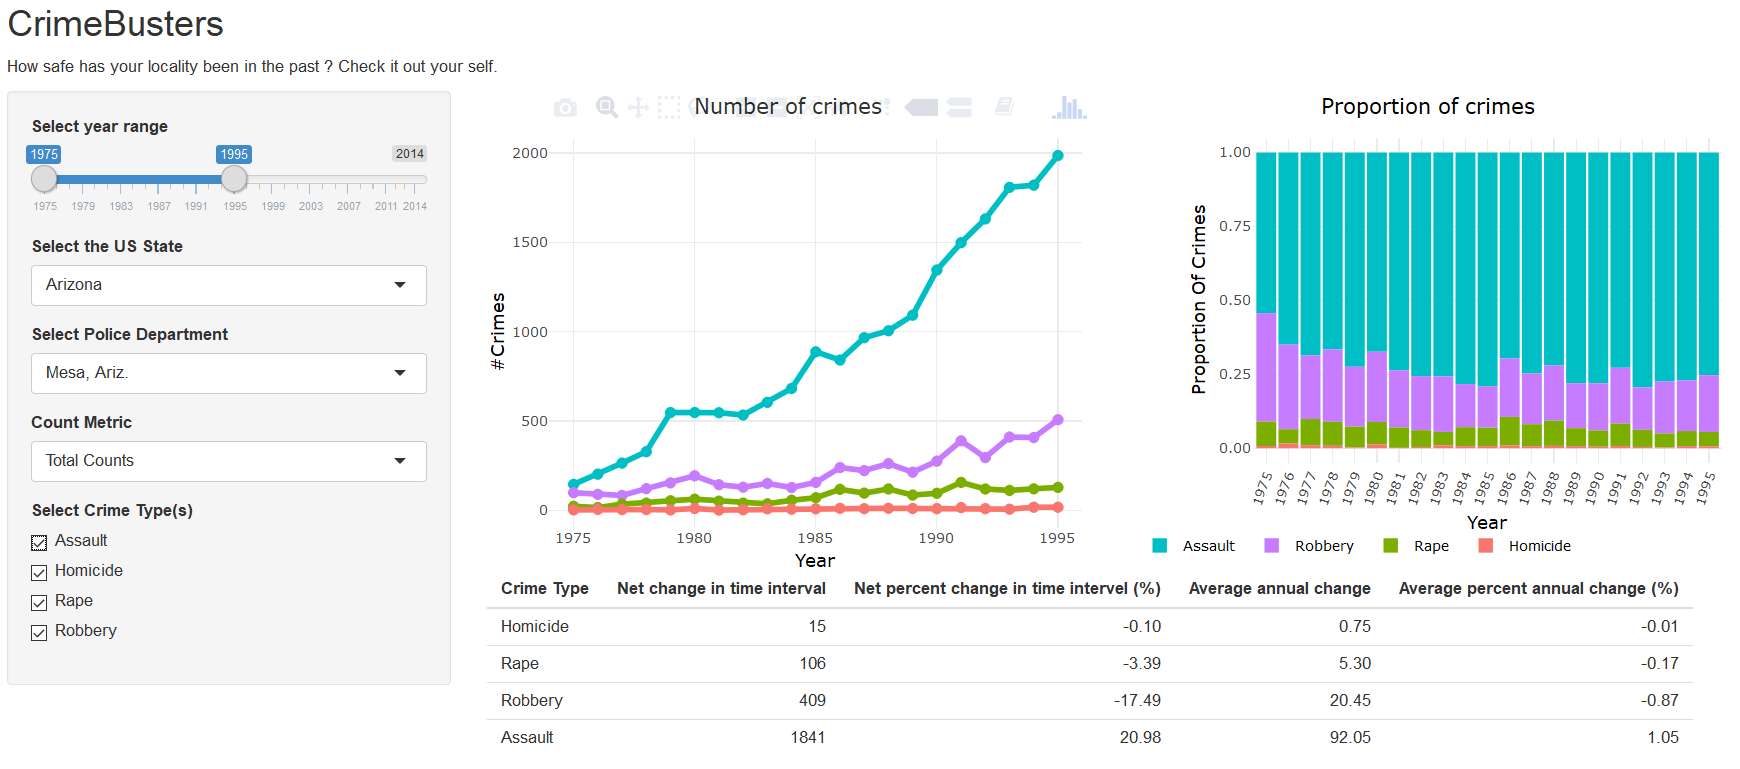 CrimeBusters
How safe has your locality been in the past ? Check it out your self.
Select year range
1975 1995 2014
1975 1979 1983 1987 1991 1995 1999 2003 2007 2011 2014
Select the US State
Arizona
Select Police Department
Mesa, Ariz.
Count Metric
Total Counts
Select Crime Type(s)
Assault
Homicide
Rape
Robbery
Number of crimes
#Crimes
2000
1500
1000
500
0
1975 1980 1985 1990 1995
Year
Proportion of crimes
Proportion Of Crimes
1.00
0.75
0.50
0.25
0.00
1975 1976 1977 1978 1979 1980 1981 1982 1983 1984 1985 1986 1987 1988 1989 1990 1991 1992 1993 1994 1995
Year
Assault Robbery Rape Homicide
Crime Type Net change in time interval Net percent change in time intervel (%) Average annual change Average percent annual change (%)
Homicide 15 -0.10 0.75 -0.01
Rape 106 -3.39 5.30 -0.17
Robbery 409 -17.49 20.45 -0.87
Assault 1841 20.98 92.05 1.05